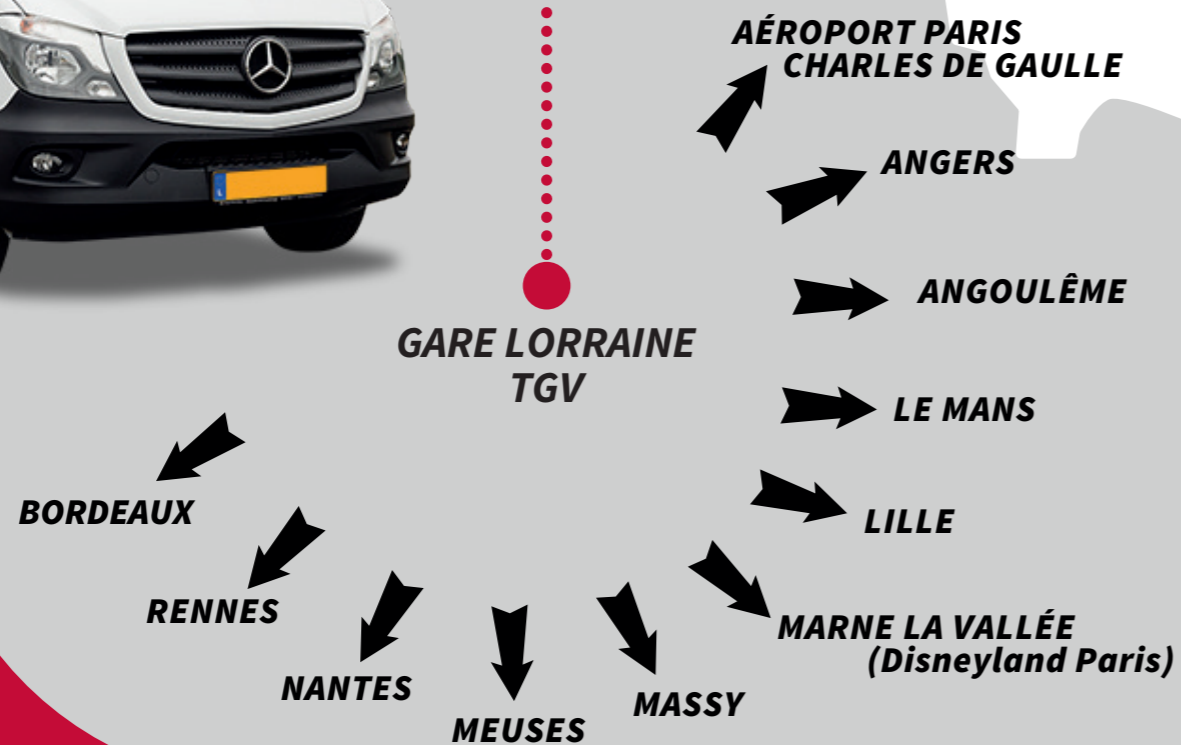 AÉROPORT PARIS
CHARLES DE GAULLE
ANGERS
ANGOULÊME
GARE LORRAINE
TGV
LE MANS
BORDEAUX
LILLE
RENNES
MARNE LA VALLÉE
(Disneyland Paris)
NANTES
MASSY
MEUSES